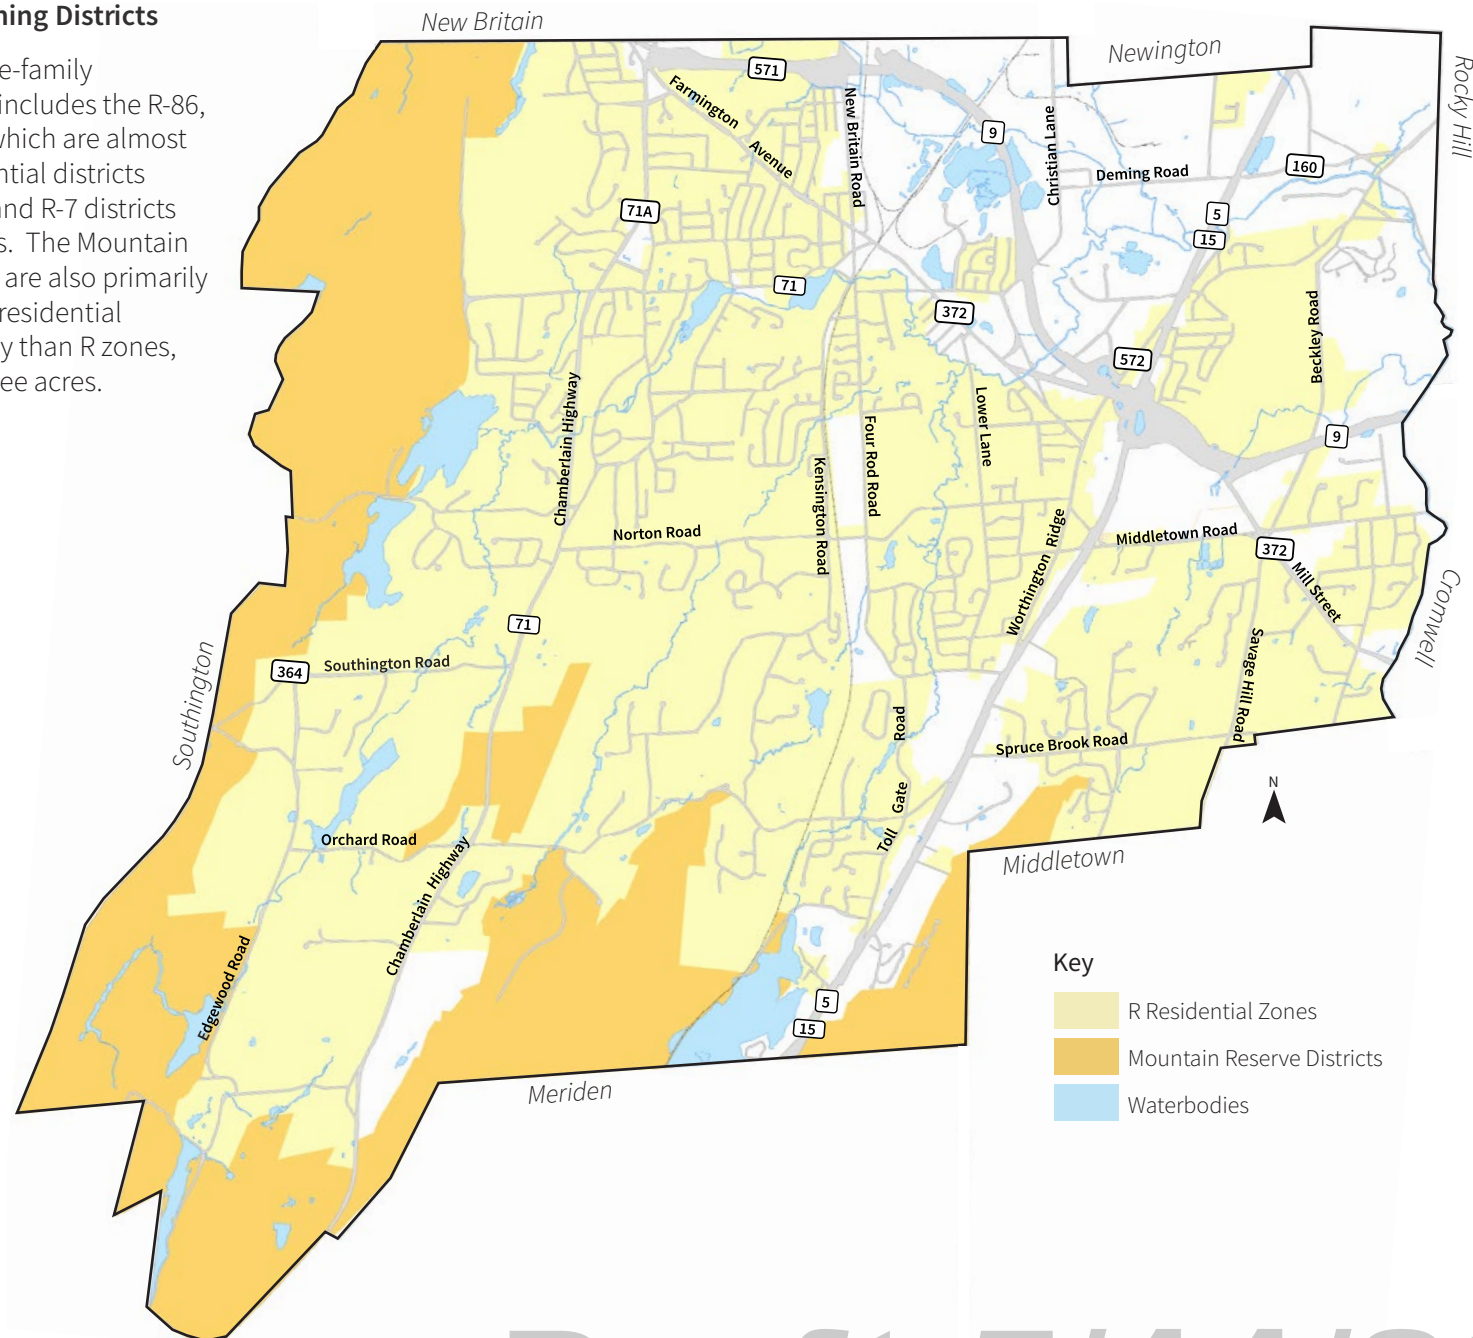 ning Districts
e-family
includes the R-86,
which are almost
ntial districts
and R-7 districts
s. The Mountain
are also primarily
residential
y than R zones,
ee acres.
New Britain
Newington
Rocky Hill
571
Farmington
Avenue
New Britain Road
9
Christian Lane
Deming Road
160
5
15
71A
71
372
Beckley Road
572
Chamberlain Highway
Lower Lane
Four Rod Road
Kensington Road
9
Norton Road
Worthington Ridge
Middletown Road
372
Mill Street
Cromwell
71
Southington Road
364
Southington
Savage Hill Road
Toll Gate Road
Spruce Brook Road
N
Orchard Road
Chamberlain Highway
Middletown
Edgewood Road
5
15
Meriden
Key
R Residential Zones
Mountain Reserve Districts
Waterbodies